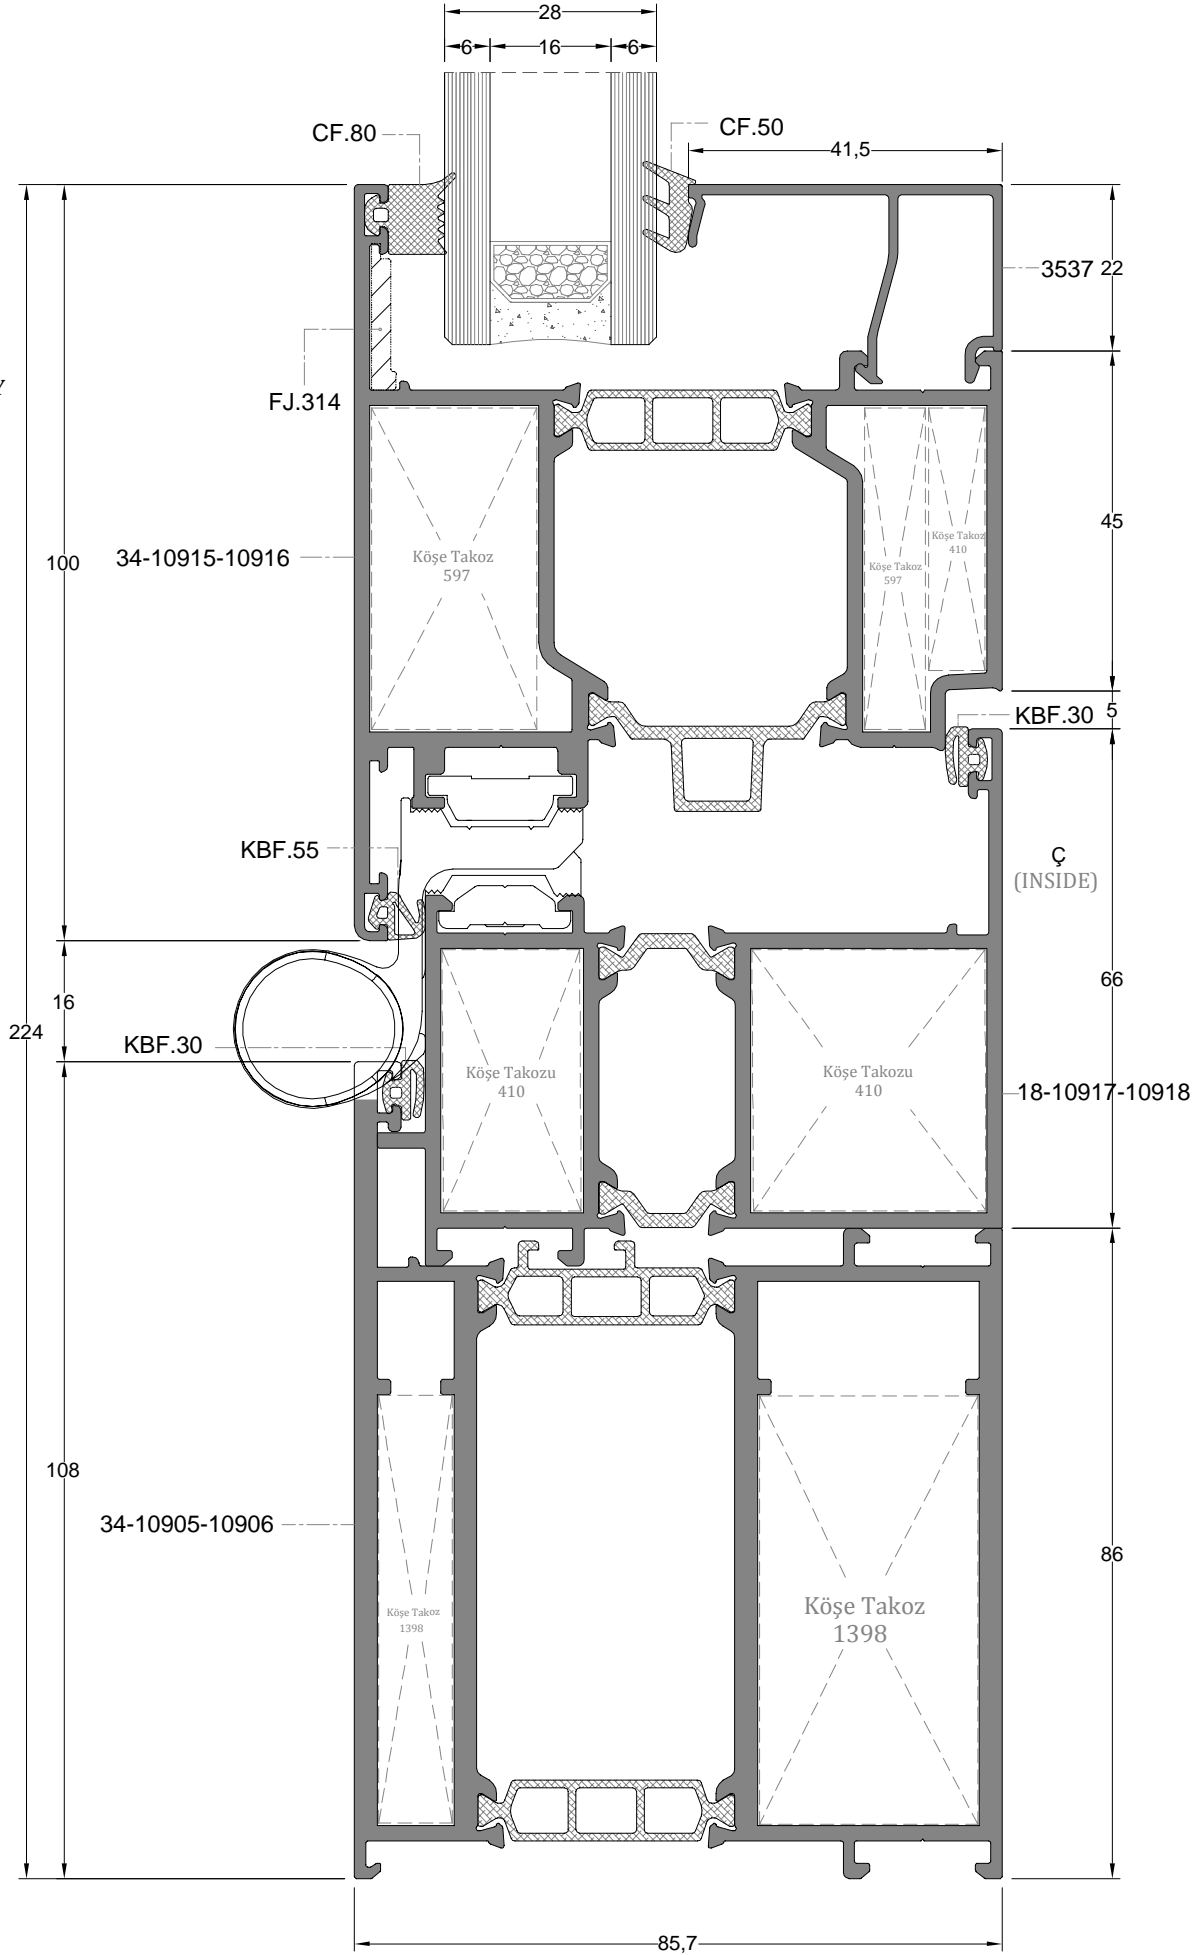 28
6
16
6
CF.80
CF.50
41,5
3537
22
FJ.314
Y
34-10915-10916
100
Köşe Takoz
597
Köşe Takoz
410
Köşe Takoz
597
45
KBF.30
5
KBF.55
Ç
(INSIDE)
16
66
224
KBF.30
Köşe Takozu
410
Köşe Takozu
410
18-10917-10918
108
34-10905-10906
86
Köşe Takoz
1398
Köşe Takoz
1398
85,7